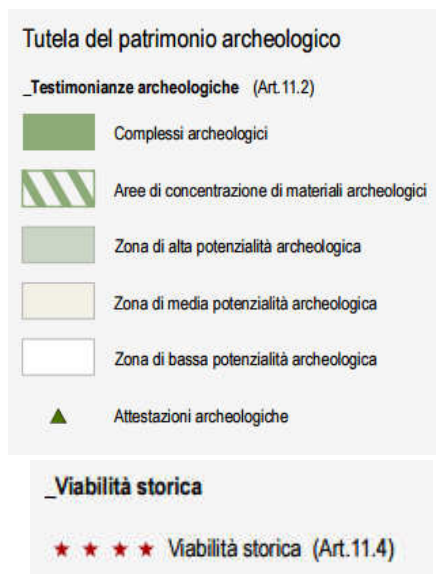 Tutela del patrimonio archeologico
_Testimonianze archeologiche (Art.11.2)
Complessi archeologici
Aree di concentrazione di materiali archeologici
Zona di alta potenzialità archeologica
Zona di media potenzialità archeologica
Zona di bassa potenzialità archeologica
Attestazioni archeologiche
_Viabilità storica
Viabilità storica (Art.11.4)